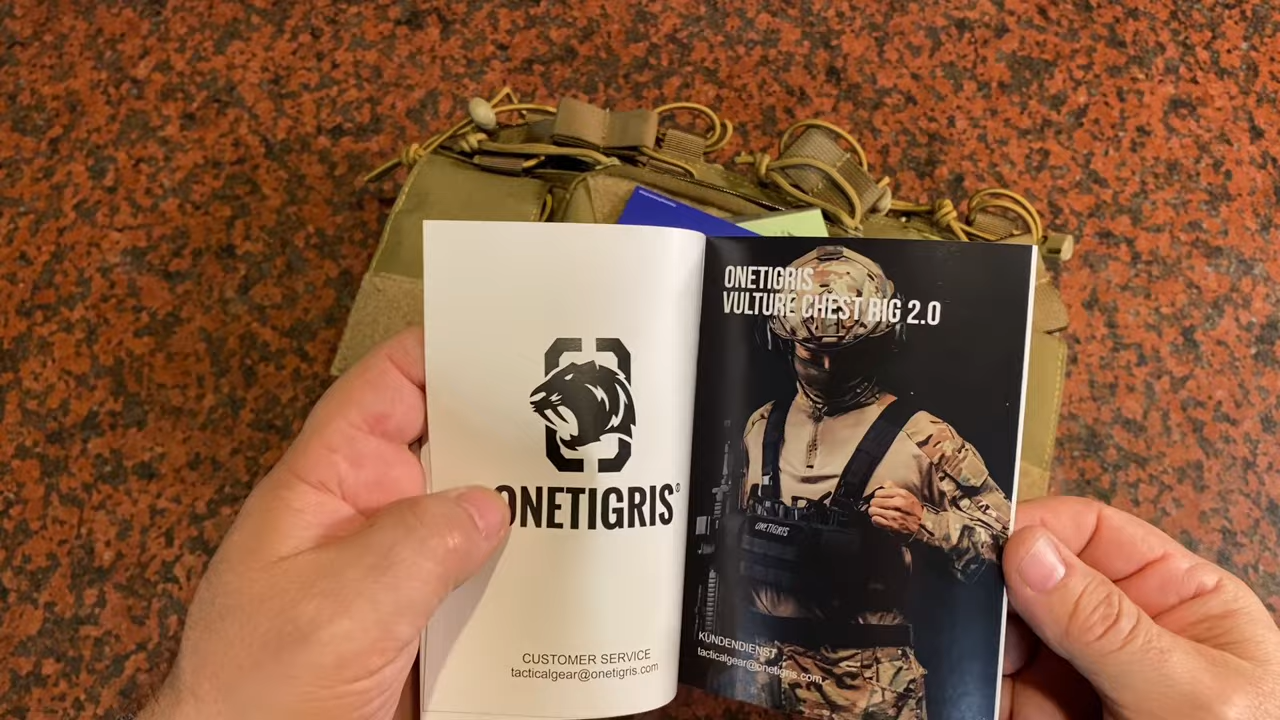 ONETIGRIS®
CUSTOMER SERVICE
tacticalgear@onetigris.com
ONETIGRIS
VULTURE CHEST RIG 2.0
ONETIGRIS
KUNDENDIENST
tacticalgear@onetigris.com